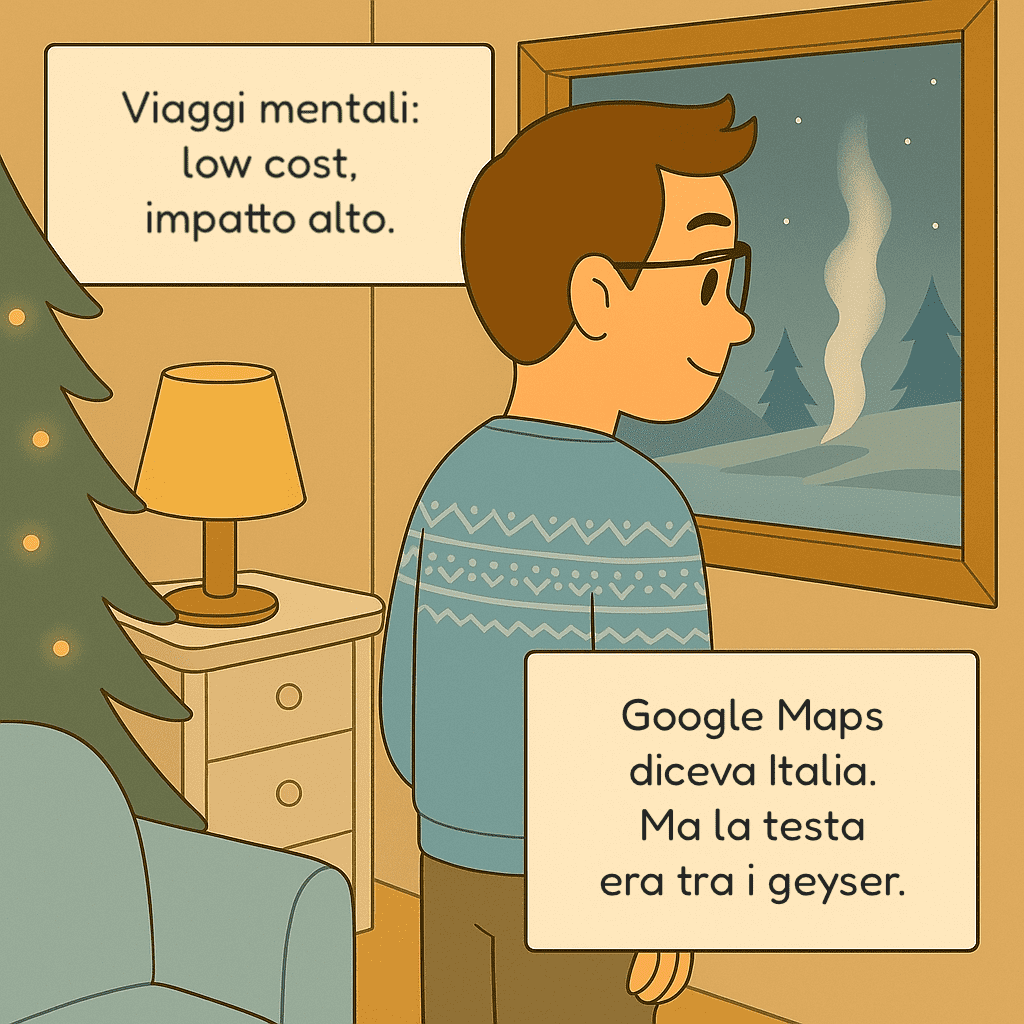 Viaggi mentali:
low cost,
impatto alto.
Google Maps
diceva Italia.
Ma la testa
era tra i geyser.